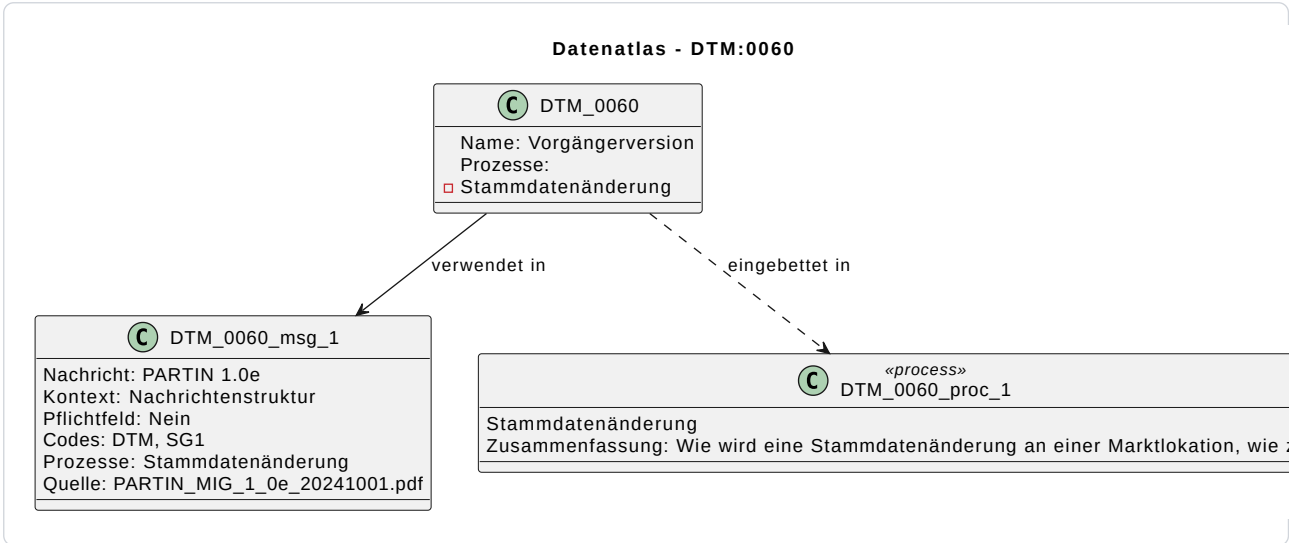 Datenatlas - DTM:0060
C DTM_0060
Name: Vorgängerversion
Prozesse:
Stammdatenänderung
verwendet in
eingebettet in
C DTM_0060_msg_1
Nachricht: PARTIN 1.0e
Kontext: Nachrichtenstruktur
Pflichtfeld: Nein
Codes: DTM, SG1
Prozesse: Stammdatenänderung
Quelle: PARTIN_MIG_1_0e_20241001.pdf
«process»
C DTM_0060_proc_1
Stammdatenänderung
Zusammenfassung: Wie wird eine Stammdatenänderung an einer Marktlokation, wie